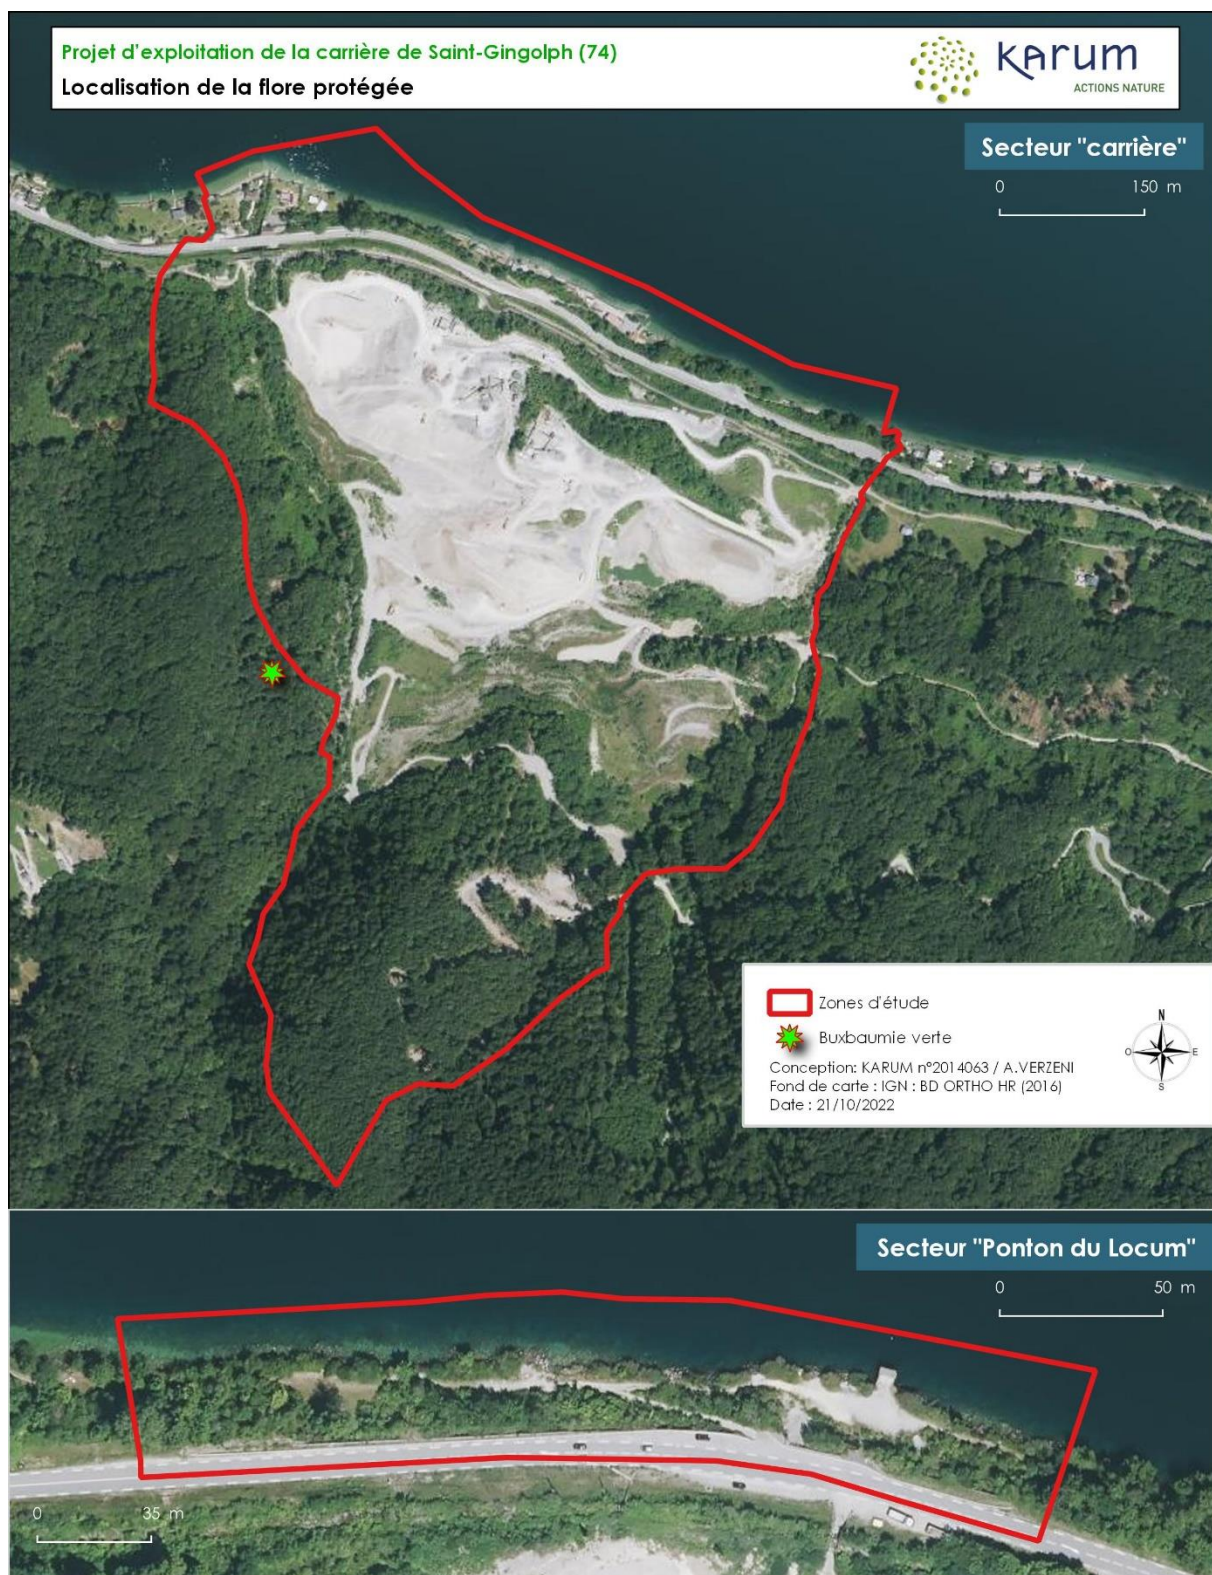 Projet d'exploitation de la carrière de Saint-Gingolph (74)
Localisation de la flore protégée
KARUM
ACTIONS NATURE
Secteur "carrière"
0 150 m
Zones d'étude
Buxbaumie verte
Conception: KARUM n°2014063 / A.VERZENI
Fond de carte : IGN : BD ORTHO HR (2016)
Date : 21/10/2022
N
O E
S
Secteur "Ponton du Locum"
0 50 m
0 35 m